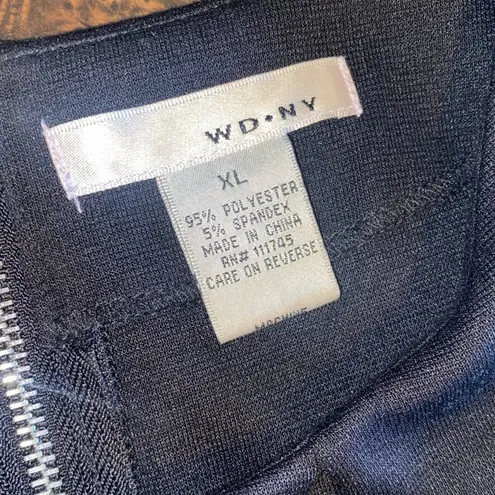 WD•NY
XL
95% POLYESTER
5% SPANDEX
MADE IN CHINA
RN# 111745
CARE ON REVERSE